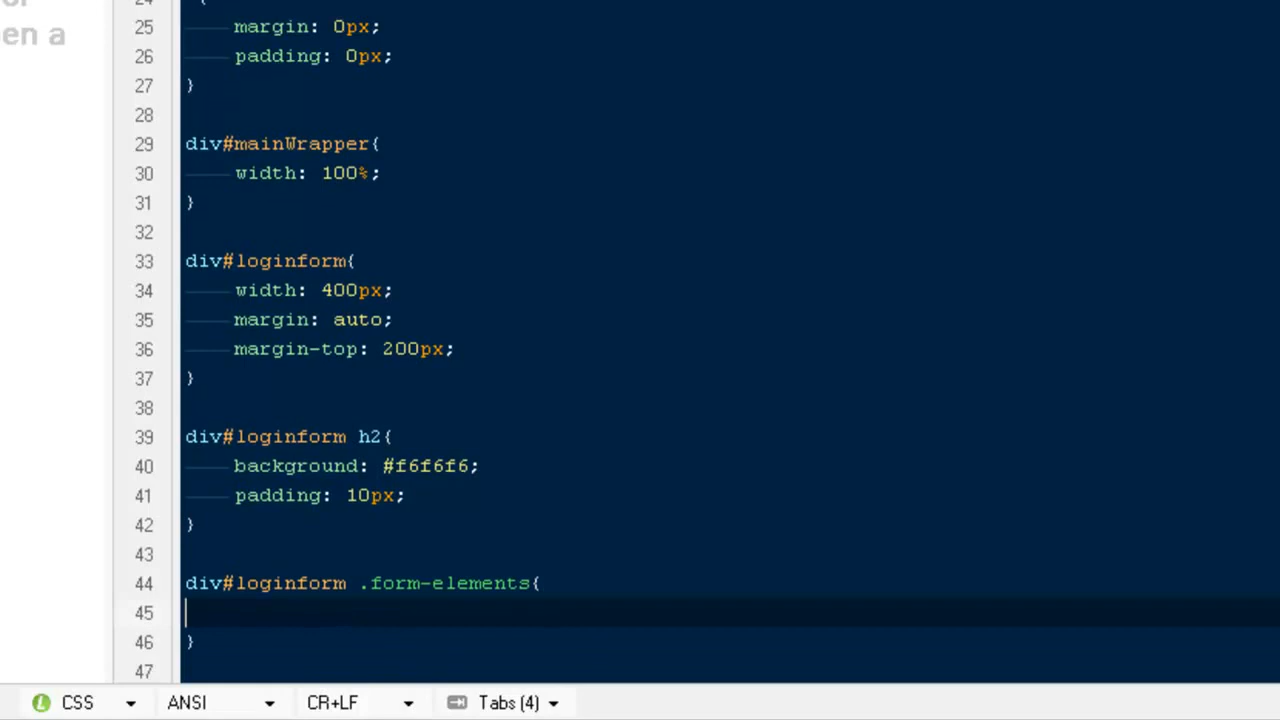 en a
24
{
25 margin: 0px;
26 padding: 0px;
27 }
28
29 div#mainWrapper{
30 width: 100%;
31 }
32
33 div#loginform{
34 width: 400px;
35 margin: auto;
36 margin-top: 200px;
37 }
38
39 div#loginform h2{
40 background: #f6f6f6;
41 padding: 10px;
42 }
43
44 div#loginform .form-elements{
45
46 }
47
CSS ANSI CR+LF Tabs (4)